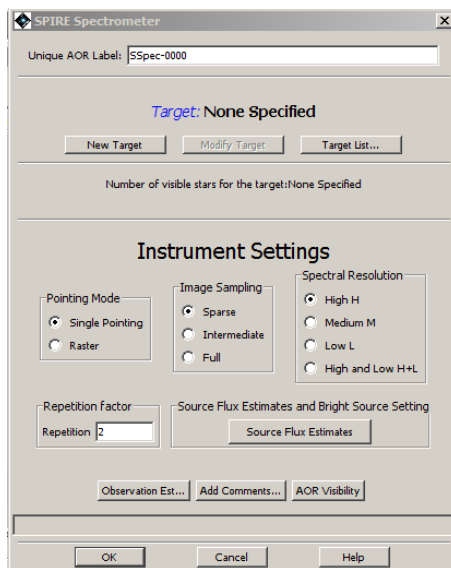 SPIRE Spectrometer
Unique AOR Label: SSpec-0000
Target: None Specified
New Target Modify Target Target List...
Number of visible stars for the target:None Specified
Instrument Settings
Pointing Mode
Single Pointing
Raster
Image Sampling
Sparse
Intermediate
Full
Spectral Resolution
High H
Medium M
Low L
High and Low H+L
Repetition factor
Repetition 2
Source Flux Estimates and Bright Source Setting
Source Flux Estimates
Observation Est... Add Comments... AOR Visibility
OK Cancel Help